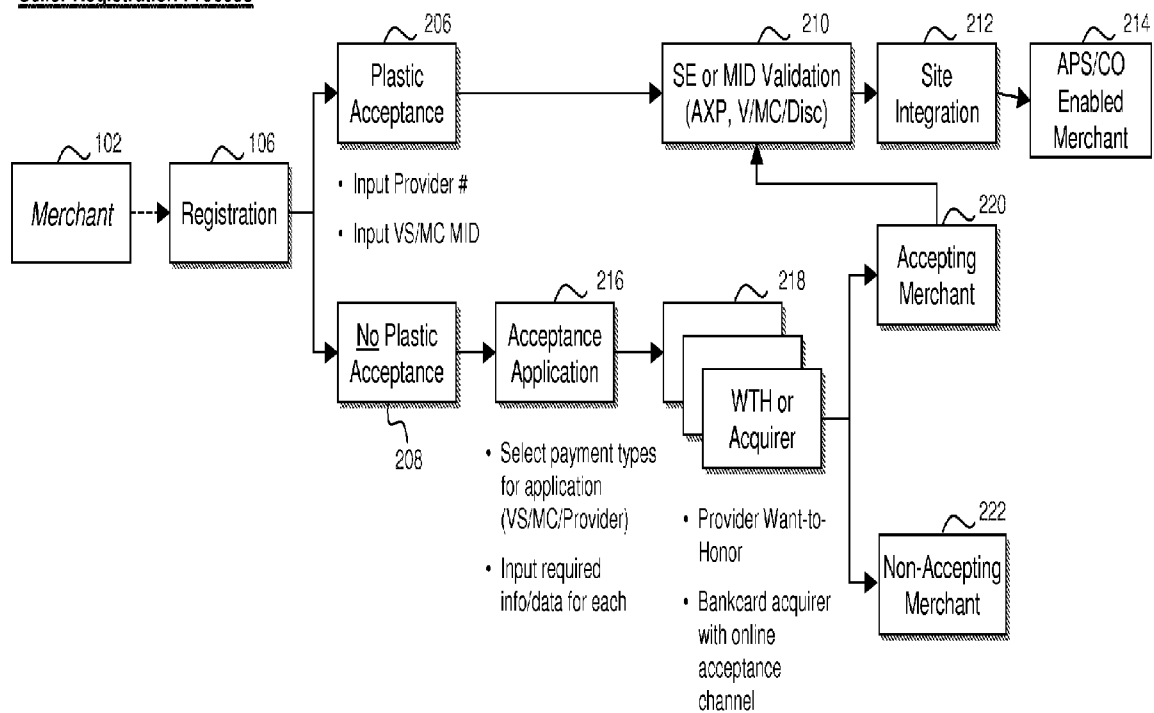 206
Plastic
Acceptance
210
SE or MID Validation
(AXP, V/MC/Disc)
212
Site
Integration
214
APS/CO
Enabled
Merchant
102
Merchant
106
Registration
• Input Provider #
• Input VS/MC MID
220
Accepting
Merchant
No Plastic
Acceptance
208
216
Acceptance
Application
218
WTH or
Acquirer
• Select payment types
for application
(VS/MC/Provider)
• Input required
info/data for each
• Provider Want-to-
Honor
• Bankcard acquirer
with online
acceptance
channel
222
Non-Accepting
Merchant